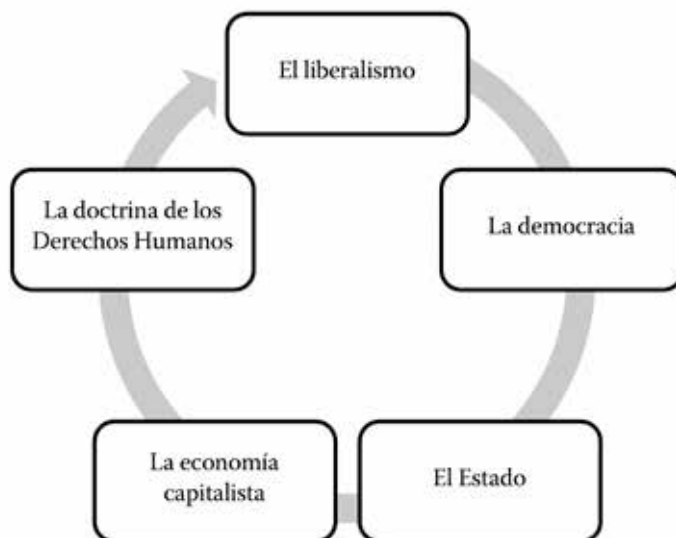 El liberalismo
La democracia
El Estado
La economía
capitalista
La doctrina de los
Derechos Humanos